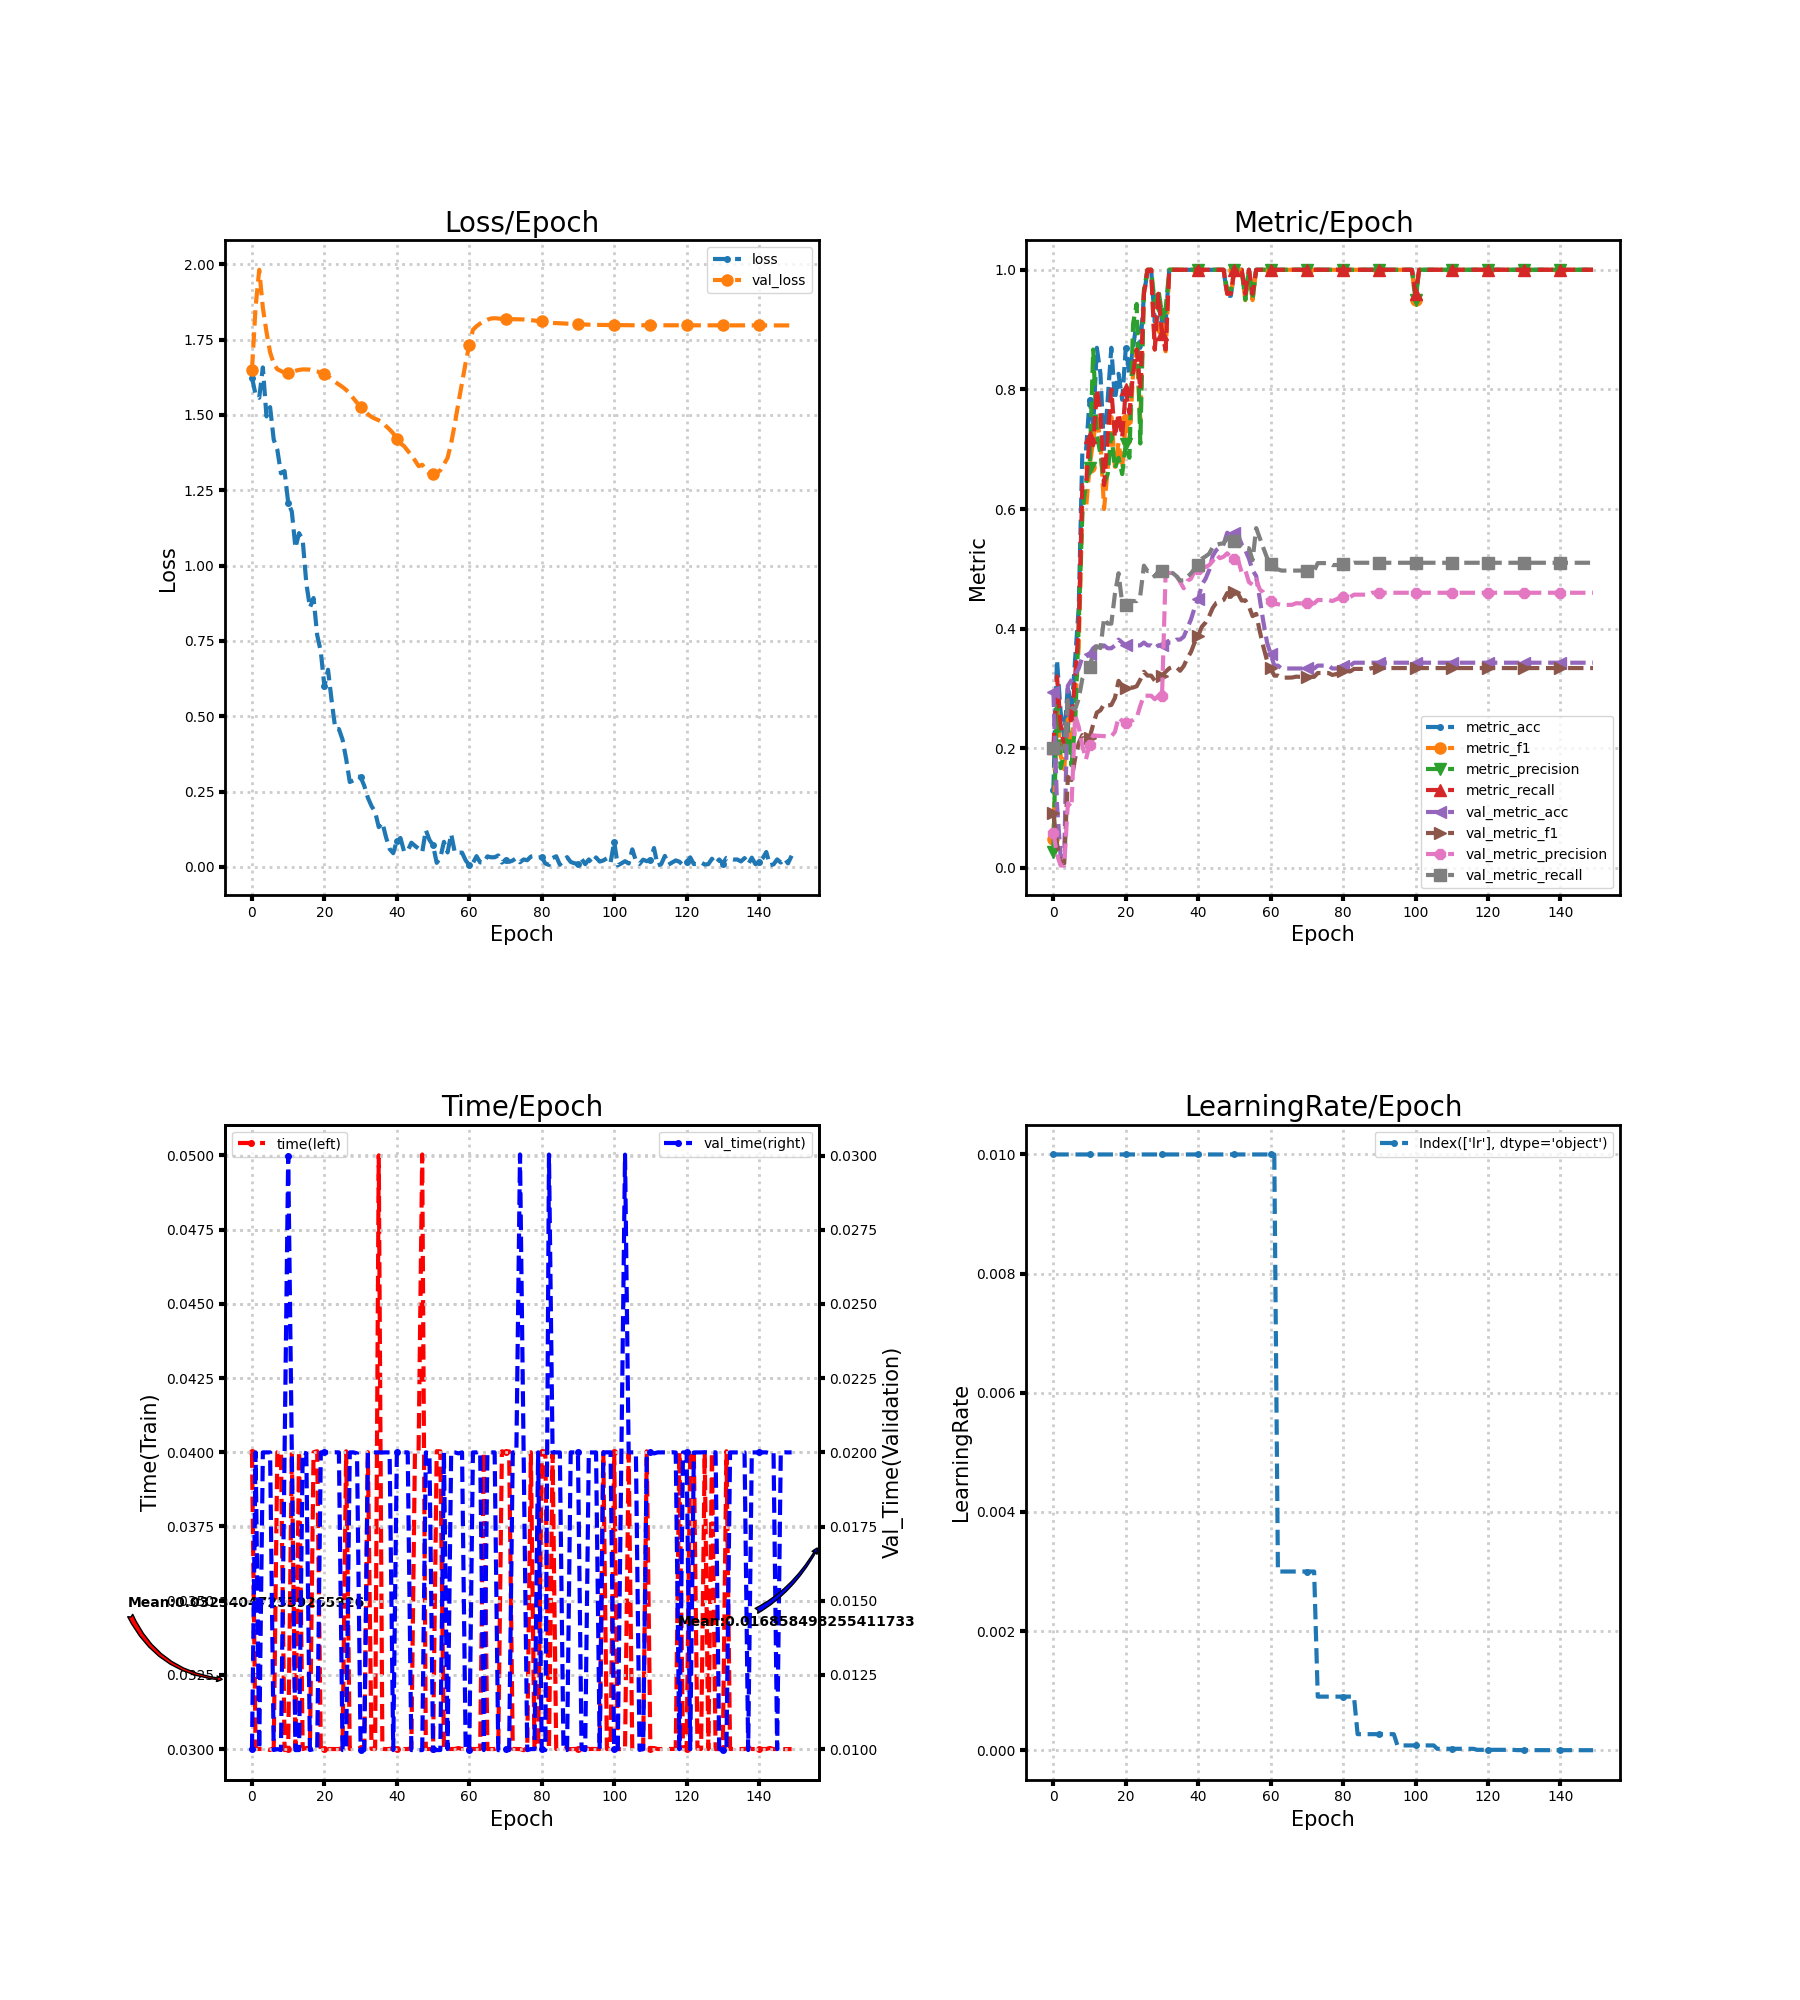 Loss/Epoch
2.00
1.75
1.50
1.25
1.00
0.75
0.50
0.25
0.00
Loss
loss
val_loss
0 20 40 60 80 100 120 140
Epoch
Metric/Epoch
1.0
0.8
0.6
0.4
0.2
0.0
Metric
metric_acc
metric_f1
metric_precision
metric_recall
val_metric_acc
val_metric_f1
val_metric_precision
val_metric_recall
0 20 40 60 80 100 120 140
Epoch
Time/Epoch
time(left)
val_time(right)
0.0500
0.0475
0.0450
0.0425
0.0400
0.0375
0.0350
0.0325
0.0300
Time(Train)
0.0300
0.0275
0.0250
0.0225
0.0200
0.0175
0.0150
0.0125
0.0100
Val_Time(Validation)
Mean:0.016858498255411733
0 20 40 60 80 100 120 140
Epoch
LearningRate/Epoch
Index(['lr'], dtype='object')
0.010
0.008
0.006
0.004
0.002
0.000
LearningRate
0 20 40 60 80 100 120 140
Epoch